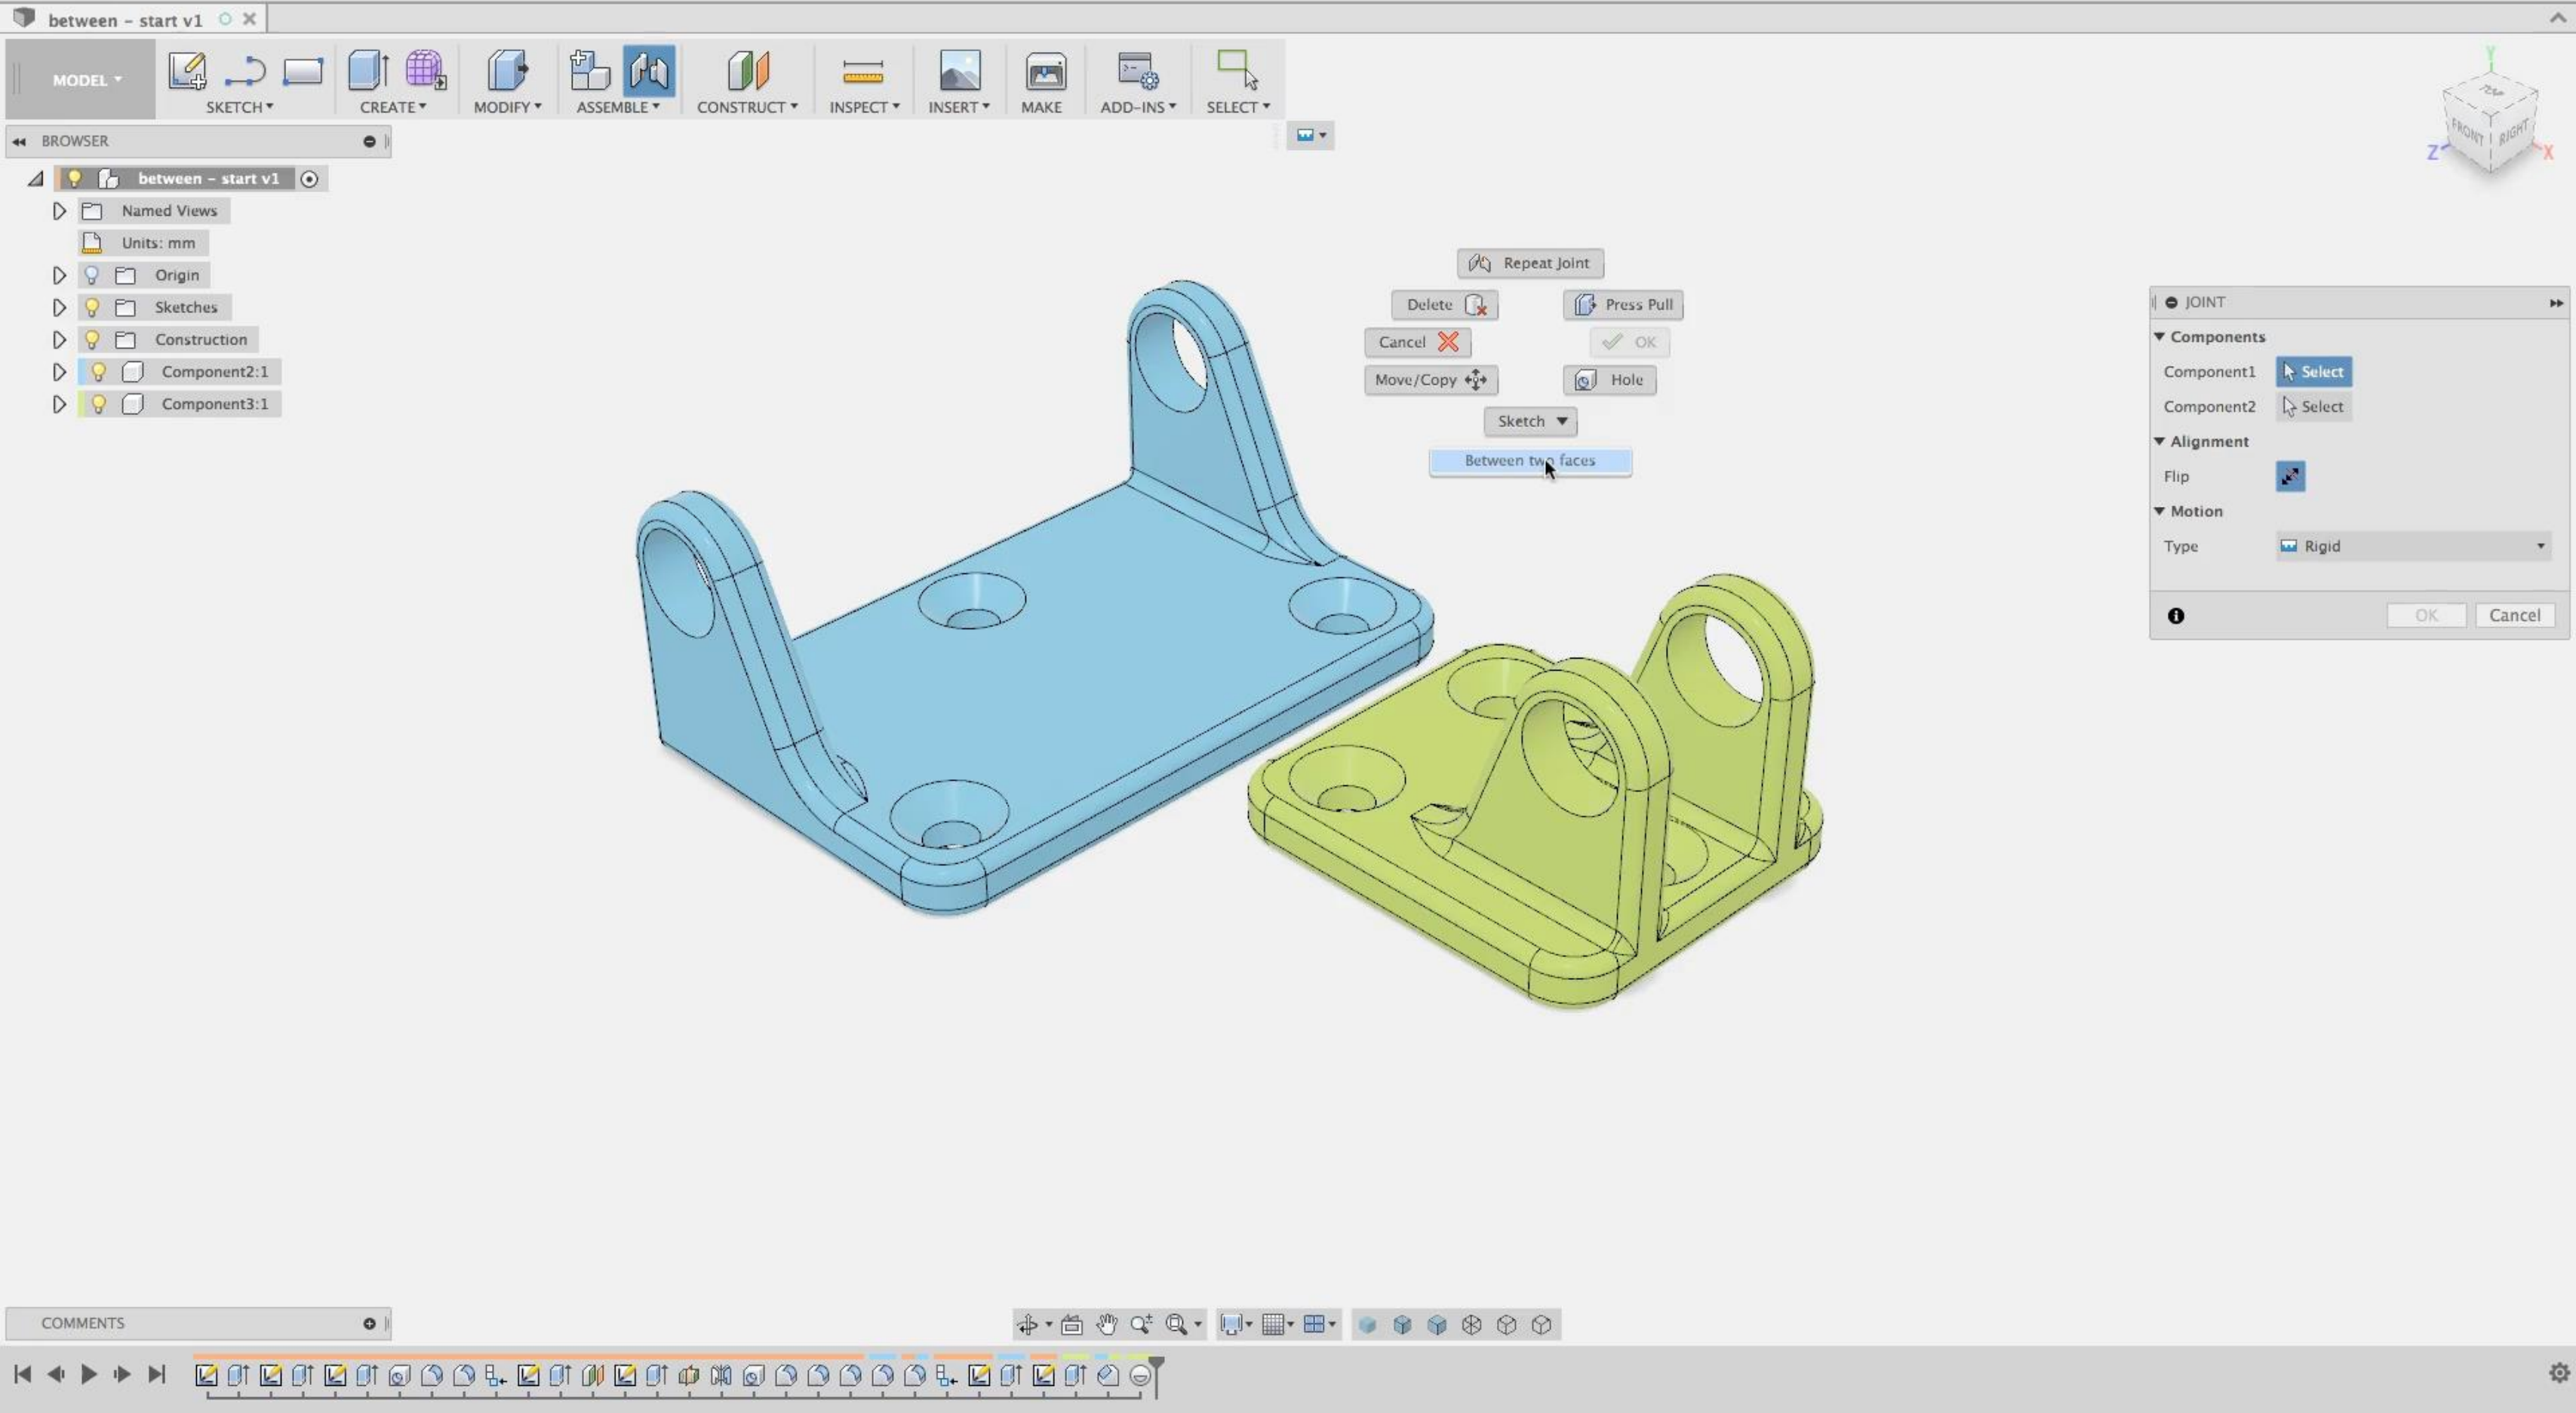 between – start v1
MODEL
SKETCH
CREATE
MODIFY
ASSEMBLE
CONSTRUCT
INSPECT
INSERT
MAKE
ADD-INS
SELECT
BROWSER
between – start v1
Named Views
Units: mm
Origin
Sketches
Construction
Component2:1
Component3:1
Y
TOP
FRONT
RIGHT
Z
X
Repeat Joint
Delete
Press Pull
Cancel
OK
Move/Copy
Hole
Sketch
Between two faces
JOINT
Components
Component1
Select
Component2
Select
Alignment
Flip
Motion
Type
Rigid
OK
Cancel
COMMENTS